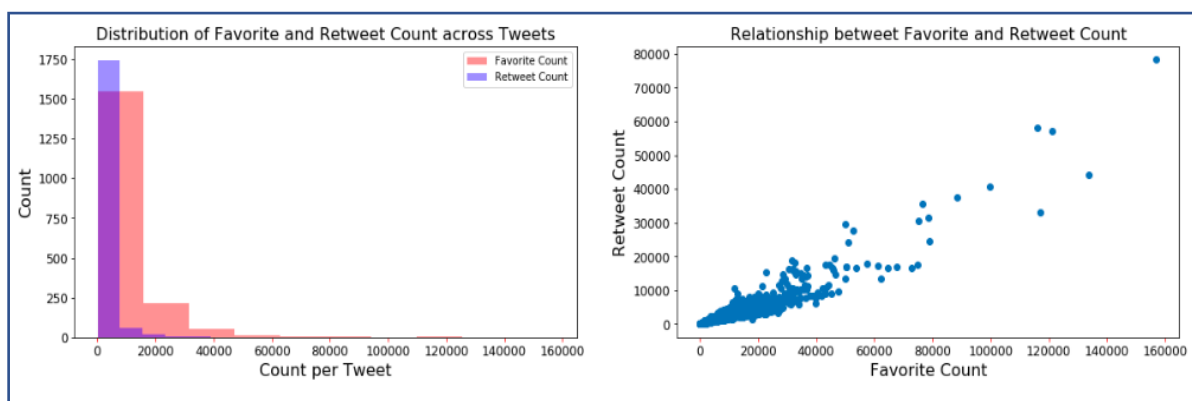 Distribution of Favorite and Retweet Count across Tweets
1750
1500
1250
1000
750
500
250
0
Count
Favorite Count
Retweet Count
0 20000 40000 60000 80000 100000 120000 140000 160000
Count per Tweet
Relationship betweet Favorite and Retweet Count
80000
70000
60000
50000
40000
30000
20000
10000
0
Retweet Count
0 20000 40000 60000 80000 100000 120000 140000 160000
Favorite Count